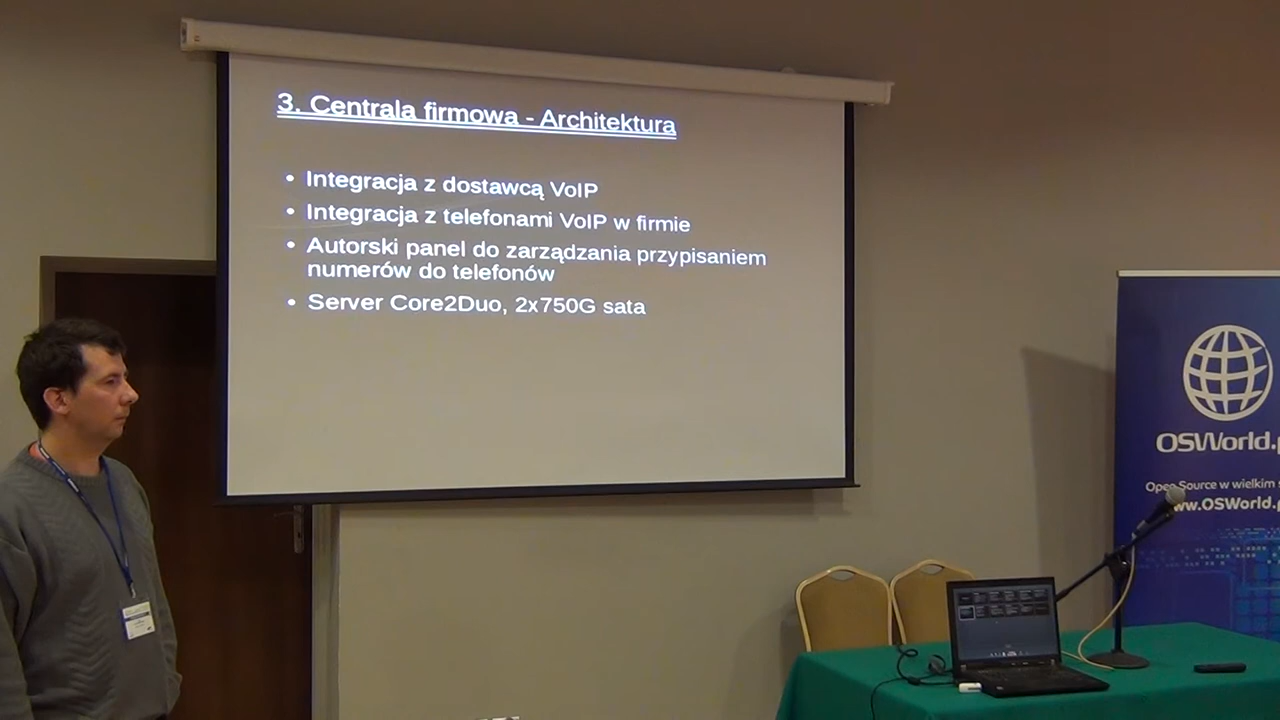 3. Centrala firmowa - Architektura
• Integracja z dostawcą VoIP
• Integracja z telefonami VoIP w firmie
• Autorski panel do zarządzania przypisaniem
numerów do telefonów
• Server Core2Duo, 2x750G sata
OSWorld.p
Open Source w wielkim
www.OSWorld.p